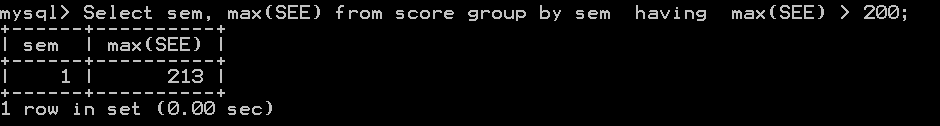 mysql> Select sem, max(SEE) from score group by sem  having  max(SEE) > 200;
+------+----------+
| sem  | max(SEE) |
+------+----------+
|    1 |      213 |
+------+----------+
1 row in set (0.00 sec)